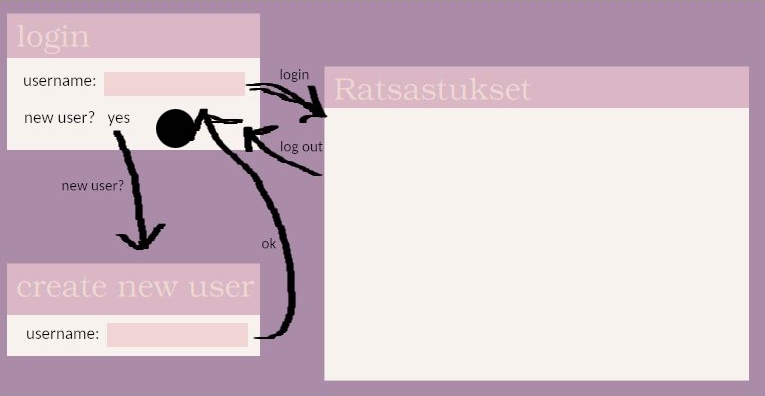 login
username:
new user? yes
login
Ratsastukset
log out
new user?
ok
create new user
username: